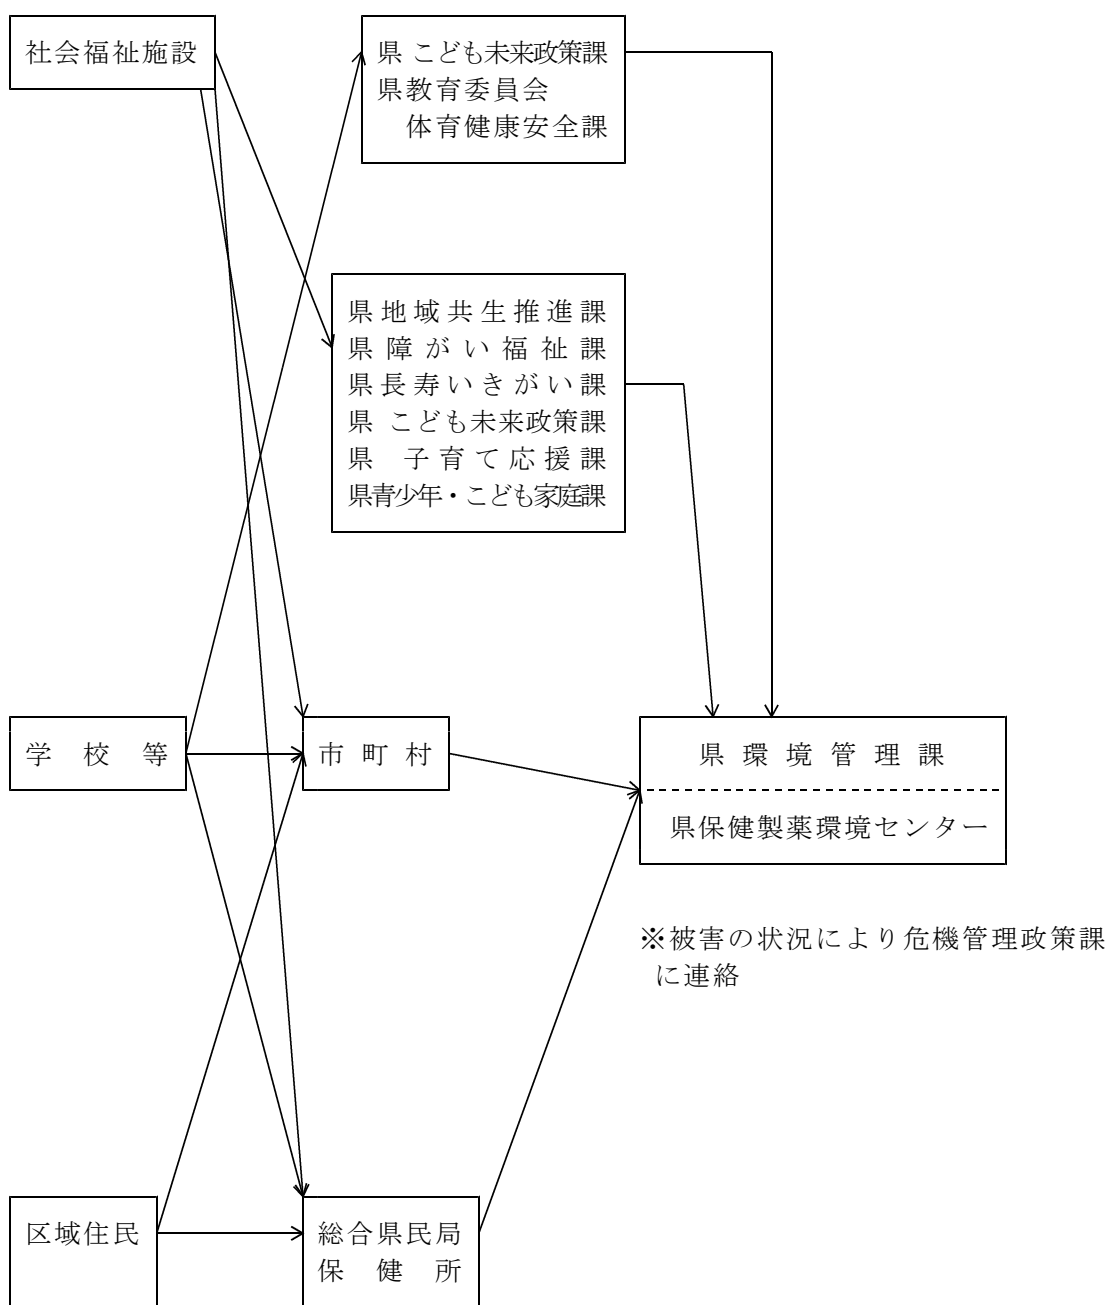 社会福祉施設
県 こども未来政策課
県教育委員会
体育健康安全課
県地域共生推進課
県障がい福祉課
県長寿いきがい課
県 こども未来政策課
県 子育て応援課
県青少年・こども家庭課
学校等
市町村
県環境管理課
県保健製薬環境センター
※被害の状況により危機管理政策課
に連絡
区域住民
総合県民局
保健所